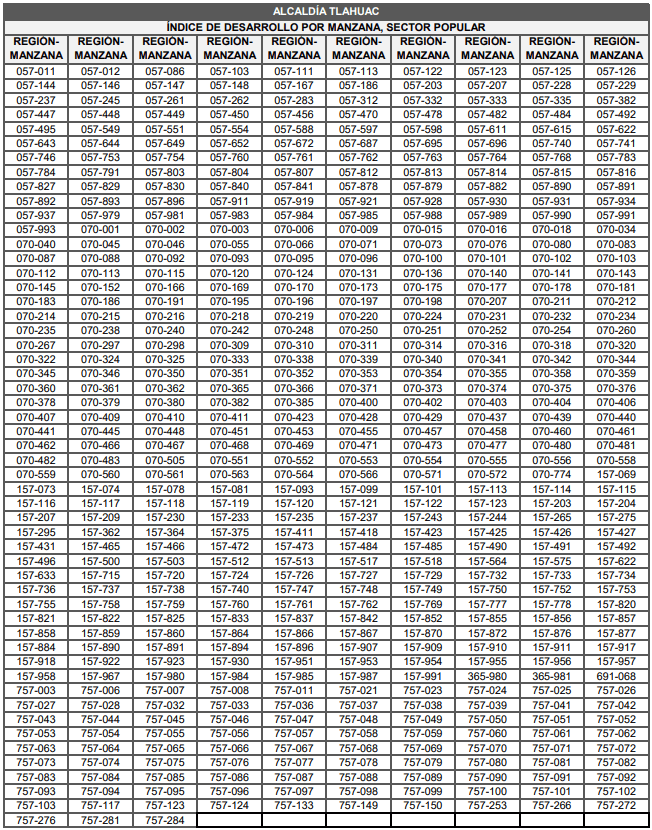 ALCALDÍA TLAHUAC
ÍNDICE DE DESARROLLO POR MANZANA, SECTOR POPULAR
REGIÓN-MANZANA REGIÓN-MANZANA REGIÓN-MANZANA REGIÓN-MANZANA REGIÓN-MANZANA REGIÓN-MANZANA REGIÓN-MANZANA REGIÓN-MANZANA REGIÓN-MANZANA REGIÓN-MANZANA
057-011 057-012 057-086 057-103 057-111 057-113 057-122 057-123 057-125 057-126
057-144 057-146 057-147 057-148 057-167 057-186 057-203 057-207 057-228 057-229
057-237 057-245 057-261 057-262 057-283 057-312 057-332 057-333 057-335 057-382
057-447 057-448 057-449 057-450 057-456 057-470 057-478 057-482 057-484 057-492
057-495 057-549 057-551 057-554 057-588 057-597 057-598 057-611 057-615 057-622
057-643 057-644 057-649 057-652 057-672 057-687 057-695 057-696 057-740 057-741
057-746 057-753 057-754 057-760 057-761 057-762 057-763 057-764 057-768 057-783
057-784 057-791 057-803 057-804 057-807 057-812 057-813 057-814 057-815 057-816
057-827 057-829 057-830 057-840 057-841 057-878 057-879 057-882 057-890 057-891
057-892 057-893 057-896 057-911 057-919 057-921 057-928 057-930 057-931 057-934
057-937 057-979 057-981 057-983 057-984 057-985 057-988 057-989 057-990 057-991
057-993 070-001 070-002 070-003 070-006 070-009 070-015 070-016 070-018 070-034
070-040 070-045 070-046 070-055 070-066 070-071 070-073 070-076 070-080 070-083
070-087 070-088 070-092 070-093 070-095 070-096 070-100 070-101 070-102 070-103
070-112 070-113 070-115 070-120 070-124 070-131 070-136 070-140 070-141 070-143
070-145 070-152 070-166 070-169 070-170 070-173 070-175 070-177 070-178 070-181
070-183 070-186 070-191 070-195 070-196 070-197 070-198 070-207 070-211 070-212
070-214 070-215 070-216 070-218 070-219 070-220 070-224 070-231 070-232 070-234
070-235 070-238 070-240 070-242 070-248 070-250 070-251 070-252 070-254 070-260
070-267 070-297 070-298 070-309 070-310 070-311 070-314 070-316 070-318 070-320
070-322 070-324 070-325 070-333 070-338 070-339 070-340 070-341 070-342 070-344
070-345 070-346 070-350 070-351 070-352 070-353 070-354 070-355 070-358 070-359
070-360 070-361 070-362 070-365 070-366 070-371 070-373 070-374 070-375 070-376
070-378 070-379 070-380 070-382 070-385 070-400 070-402 070-403 070-404 070-406
070-407 070-409 070-410 070-411 070-423 070-428 070-429 070-437 070-439 070-440
070-441 070-445 070-448 070-451 070-453 070-455 070-457 070-458 070-460 070-461
070-462 070-466 070-467 070-468 070-469 070-471 070-473 070-477 070-480 070-481
070-482 070-483 070-505 070-551 070-552 070-553 070-554 070-555 070-556 070-558
070-559 070-560 070-561 070-563 070-564 070-566 070-571 070-572 070-774 157-069
157-073 157-074 157-078 157-081 157-093 157-099 157-101 157-113 157-114 157-115
157-116 157-117 157-118 157-119 157-120 157-121 157-122 157-123 157-203 157-204
157-207 157-209 157-230 157-233 157-235 157-237 157-243 157-244 157-265 157-275
157-295 157-362 157-364 157-375 157-411 157-418 157-423 157-425 157-426 157-427
157-431 157-465 157-466 157-472 157-473 157-484 157-485 157-490 157-491 157-492
157-496 157-500 157-503 157-512 157-513 157-517 157-518 157-564 157-575 157-622
157-633 157-715 157-720 157-724 157-726 157-727 157-729 157-732 157-733 157-734
157-736 157-737 157-738 157-740 157-747 157-748 157-749 157-750 157-752 157-753
157-755 157-758 157-759 157-760 157-761 157-762 157-769 157-777 157-778 157-820
157-821 157-822 157-825 157-833 157-837 157-842 157-852 157-855 157-856 157-857
157-858 157-859 157-860 157-864 157-866 157-867 157-870 157-872 157-876 157-877
157-884 157-890 157-891 157-894 157-896 157-907 157-909 157-910 157-911 157-917
157-918 157-922 157-923 157-930 157-951 157-953 157-954 157-955 157-956 157-957
157-958 157-967 157-980 157-984 157-985 157-987 157-991 365-980 365-981 691-068
757-003 757-006 757-007 757-008 757-011 757-021 757-023 757-024 757-025 757-026
757-027 757-028 757-032 757-033 757-036 757-037 757-038 757-039 757-041 757-042
757-043 757-044 757-045 757-046 757-047 757-048 757-049 757-050 757-051 757-052
757-053 757-054 757-055 757-056 757-057 757-058 757-059 757-060 757-061 757-062
757-063 757-064 757-065 757-066 757-067 757-068 757-069 757-070 757-071 757-072
757-073 757-074 757-075 757-076 757-077 757-078 757-079 757-080 757-081 757-082
757-083 757-084 757-085 757-086 757-087 757-088 757-089 757-090 757-091 757-092
757-093 757-094 757-095 757-096 757-097 757-098 757-099 757-100 757-101 757-102
757-103 757-117 757-123 757-124 757-133 757-149 757-150 757-253 757-266 757-272
757-276 757-281 757-284